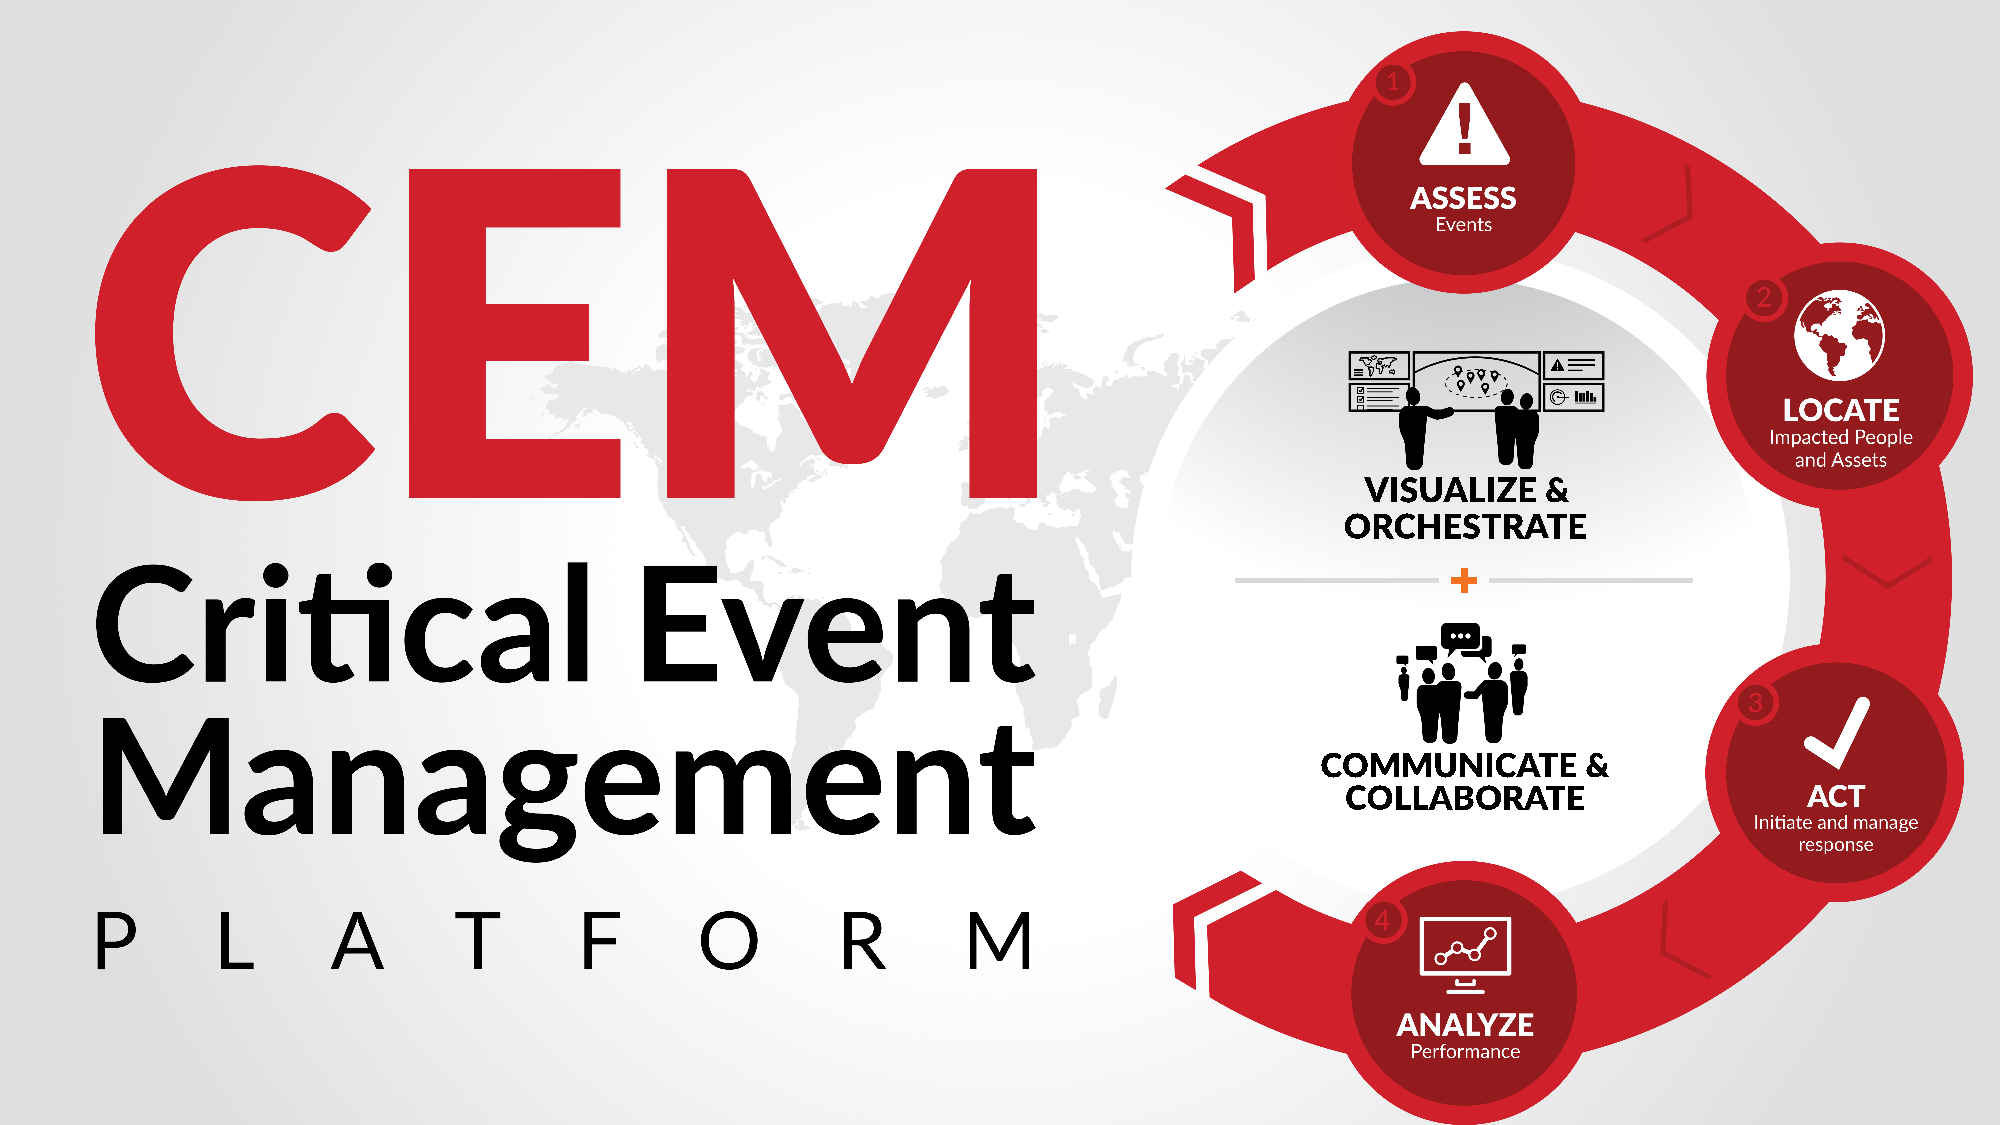 CEM
Critical Event
Management
PLATFORM
1
ASSESS
Events
2
LOCATE
Impacted People
and Assets
3
ACT
Initiate and manage
response
4
ANALYZE
Performance
VISUALIZE &
ORCHESTRATE
+
COMMUNICATE &
COLLABORATE